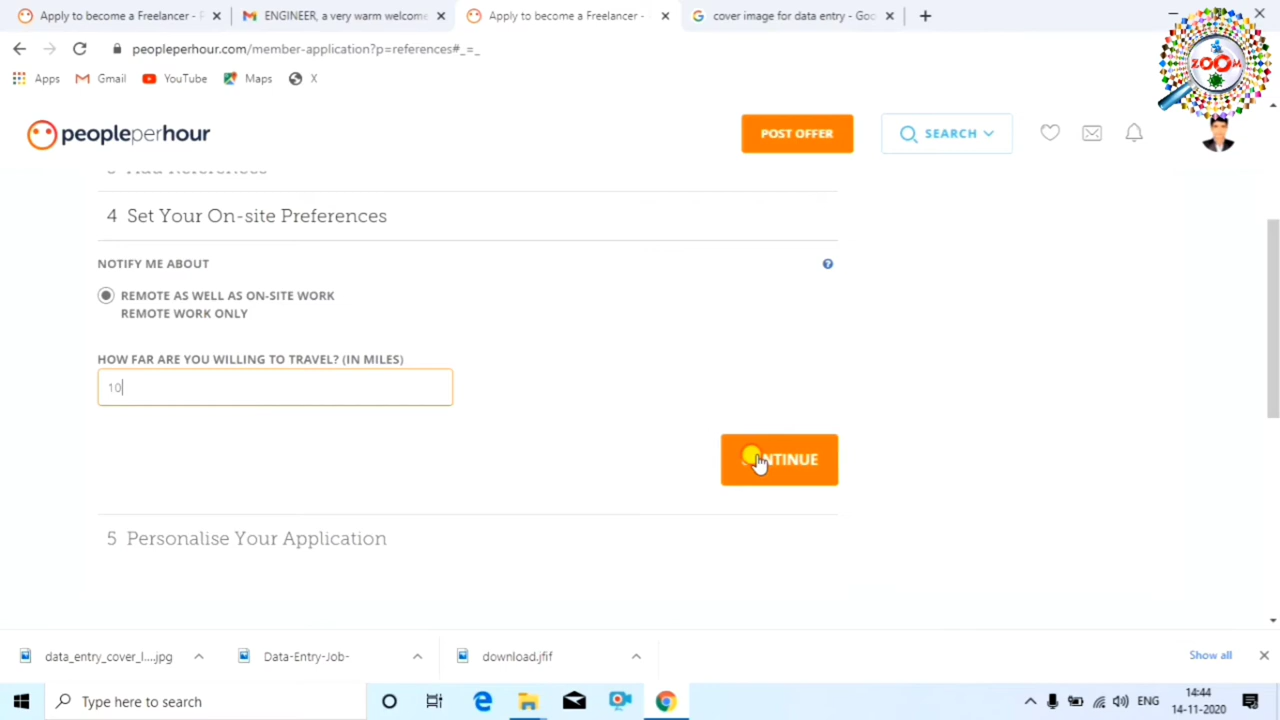 Apply to become a Freelancer - P
ENGINEER, a very warm welcome
Apply to become a Freelancer -
cover image for data entry - Goo
peopleperhour.com/member-application?p=references#_=_
Apps
Gmail
YouTube
Maps
X
ZOOM
peopleperhour
POST OFFER
SEARCH
4 Set Your On-site Preferences
NOTIFY ME ABOUT
REMOTE AS WELL AS ON-SITE WORK
REMOTE WORK ONLY
HOW FAR ARE YOU WILLING TO TRAVEL? (IN MILES)
10
CONTINUE
5 Personalise Your Application
data_entry_cover_l....jpg
Data-Entry-Job-
download.jfif
Show all
Type here to search
ENG
14:44
14-11-2020